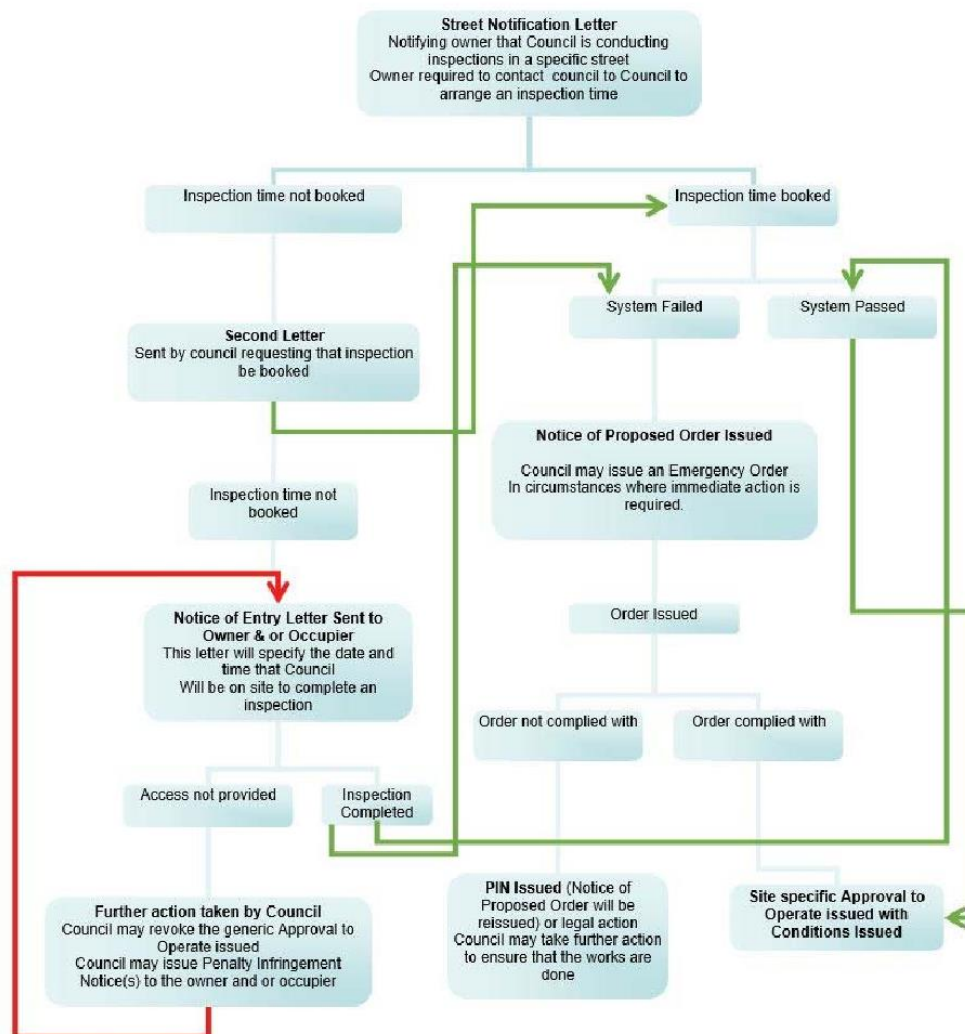 Street Notification Letter
Notifying owner that Council is conducting
inspections in a specific street
Owner required to contact council to Council to
arrange an inspection time
Inspection time not booked
Inspection time booked
System Failed
System Passed
Second Letter
Sent by council requesting that inspection
be booked
Notice of Proposed Order Issued
Council may issue an Emergency Order
In circumstances where immediate action is
required.
Inspection time not
booked
Notice of Entry Letter Sent to
Owner & or Occupier
This letter will specify the date and
time that Council
Will be on site to complete an
inspection
Order Issued
Order not complied with
Order complied with
Access not provided
Inspection
Completed
Further action taken by Council
Council may revoke the generic Approval to
Operate issued
Council may issue Penalty Infringement
Notice(s) to the owner and or occupier
PIN Issued (Notice of
Proposed Order will be
reissued) or legal action
Council may take further action
to ensure that the works are
done
Site specific Approval to
Operate issued with
Conditions Issued